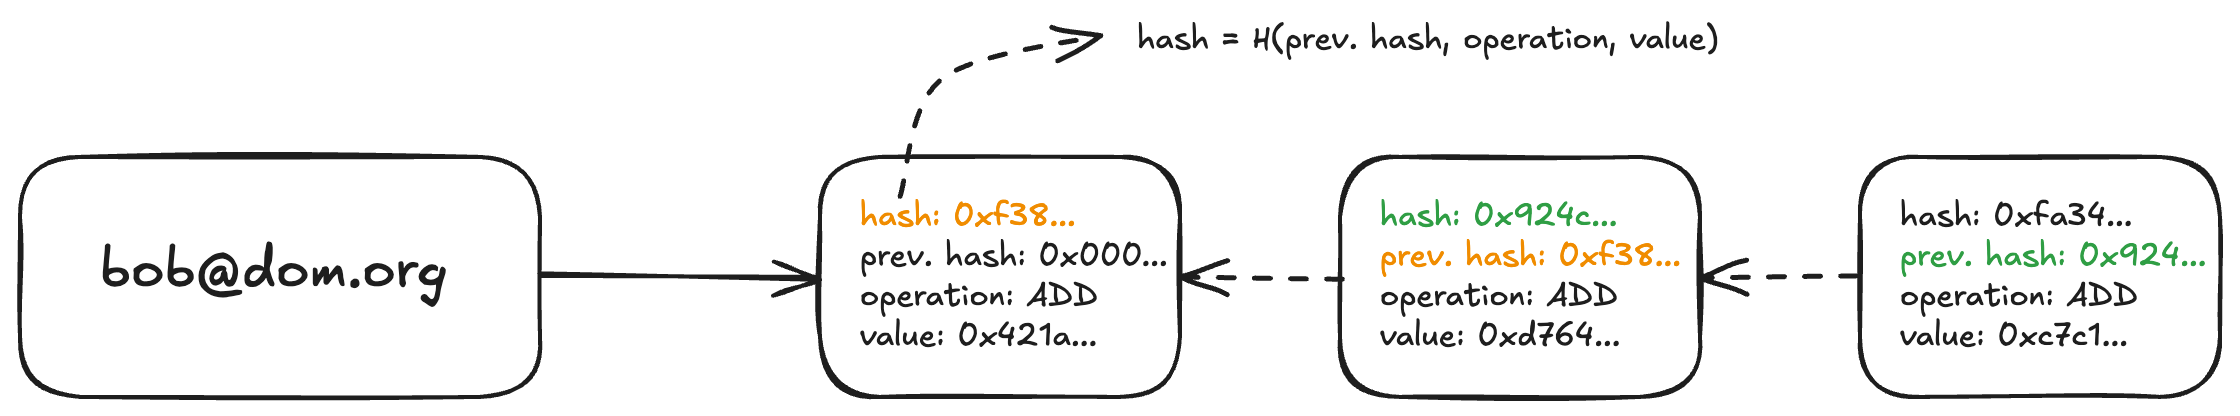 hash = H(prev. hash, operation, value)
bob@dom.org
hash: 0xf38...
prev. hash: 0x000...
operation: ADD
value: 0x421a...
hash: 0x924c...
prev. hash: 0xf38...
operation: ADD
value: 0xd764...
hash: 0xfa34...
prev. hash: 0x924...
operation: ADD
value: 0xc7c1...